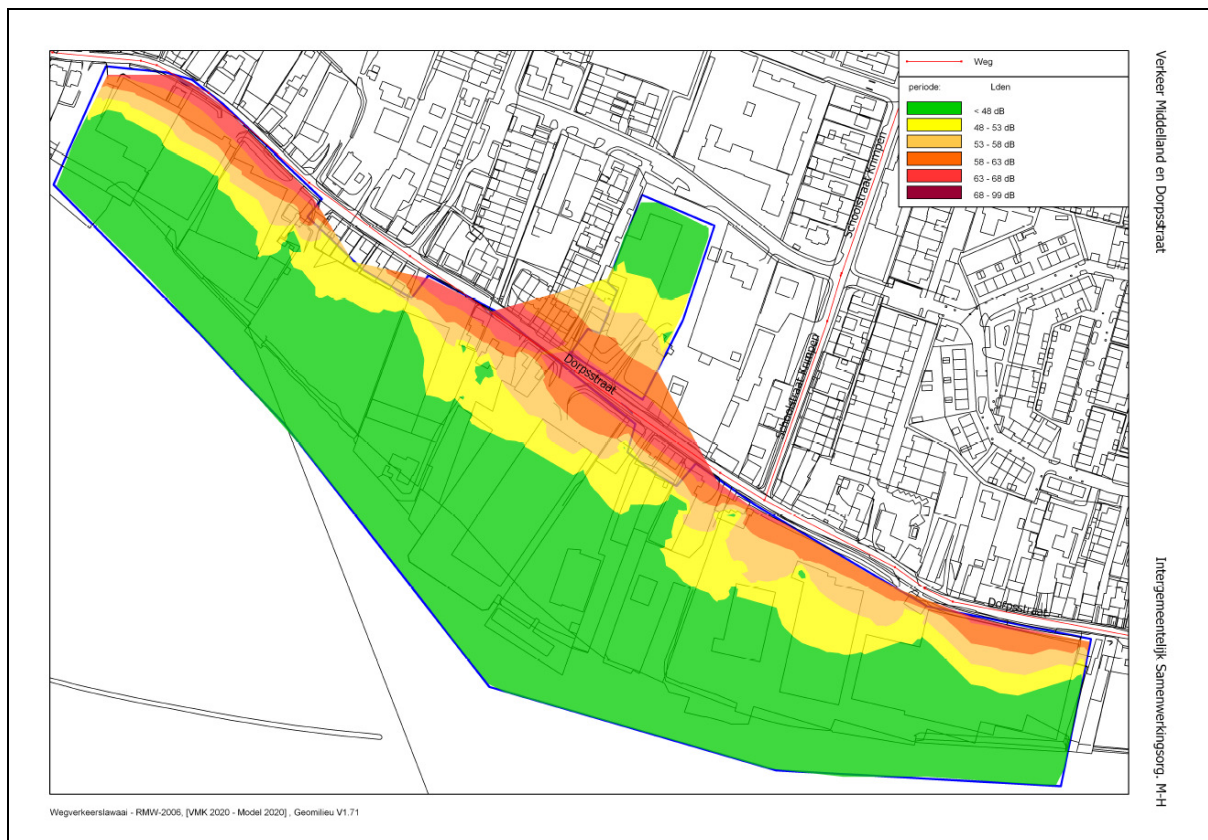 Weg
periode: Lden
< 48 dB
48 - 53 dB
53 - 58 dB
58 - 63 dB
63 - 68 dB
68 - 99 dB
Verkeer Middelland en Dorpsstraat
Schoolstraat Krimpen
Schoolstraat Krimpen
Dorpsstraat
Dorpsstraat
Intergemeentelijk Samenwerkingsorg. M-H
Wegverkeerslawaai - RMW-2006, [VMK 2020 - Model 2020] , Geomilieu V1.71